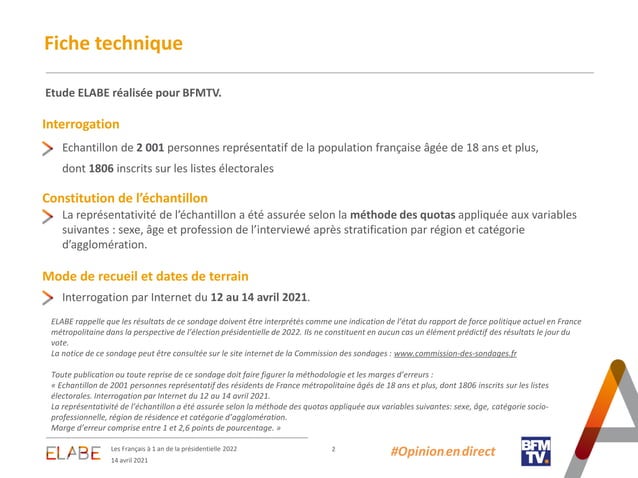 Fiche technique
Etude ELABE réalisée pour BFMTV.
Interrogation
Echantillon de 2 001 personnes représentatif de la population française âgée de 18 ans et plus,
dont 1806 inscrits sur les listes électorales
Constitution de l’échantillon
La représentativité de l’échantillon a été assurée selon la méthode des quotas appliquée aux variables
suivantes : sexe, âge et profession de l’interviewé après stratification par région et catégorie
d’agglomération.
Mode de recueil et dates de terrain
Interrogation par Internet du 12 au 14 avril 2021.
ELABE rappelle que les résultats de ce sondage doivent être interprétés comme une indication de l’état du rapport de force politique actuel en France
métropolitaine dans la perspective de l’élection présidentielle de 2022. Ils ne constituent en aucun cas un élément prédictif des résultats le jour du
vote.
La notice de ce sondage peut être consultée sur le site internet de la Commission des sondages : www.commission-des-sondages.fr
Toute publication ou toute reprise de ce sondage doit faire figurer la méthodologie et les marges d’erreurs :
« Echantillon de 2001 personnes représentatif des résidents de France métropolitaine âgés de 18 ans et plus, dont 1806 inscrits sur les listes
électorales. Interrogation par Internet du 12 au 14 avril 2021.
La représentativité de l’échantillon a été assurée selon la méthode des quotas appliquée aux variables suivantes: sexe, âge, catégorie socio-
professionnelle, région de résidence et catégorie d’agglomération.
Marge d’erreur comprise entre 1 et 2,6 points de pourcentage. »
ELABE
Les Français à 1 an de la présidentielle 2022
14 avril 2021
2
#Opinionendirect
BFM
TV.